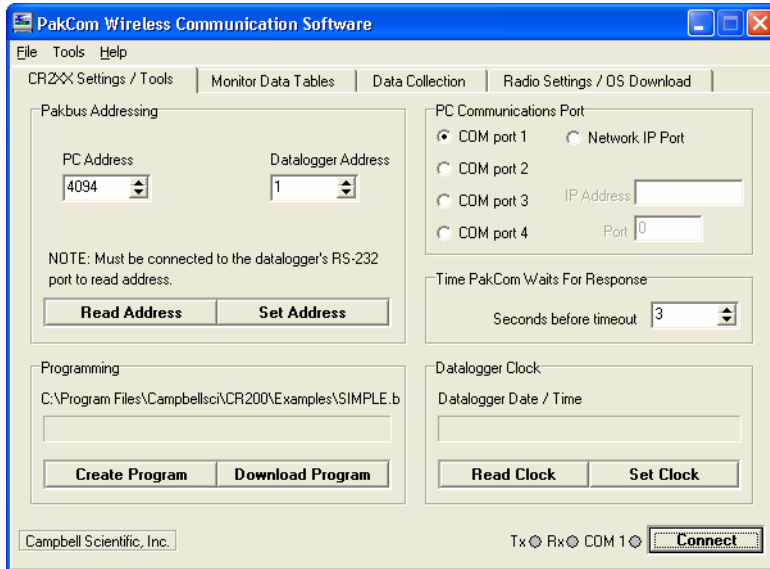 PakCom Wireless Communication Software
File Tools Help
CR2XX Settings / Tools
Monitor Data Tables
Data Collection
Radio Settings / OS Download
Pakbus Addressing
PC Address
Datalogger Address
4094
1
NOTE: Must be connected to the datalogger's RS-232
port to read address.
Read Address
Set Address
PC Communications Port
COM port 1
Network IP Port
COM port 2
COM port 3
IP Address
COM port 4
Port 0
Time PakCom Waits For Response
Seconds before timeout 3
Programming
C:\Program Files\Campbellsci\CR200\Examples\SIMPLE.b
Create Program
Download Program
Datalogger Clock
Datalogger Date / Time
Read Clock
Set Clock
Campbell Scientific, Inc.
Tx Rx COM 1
Connect